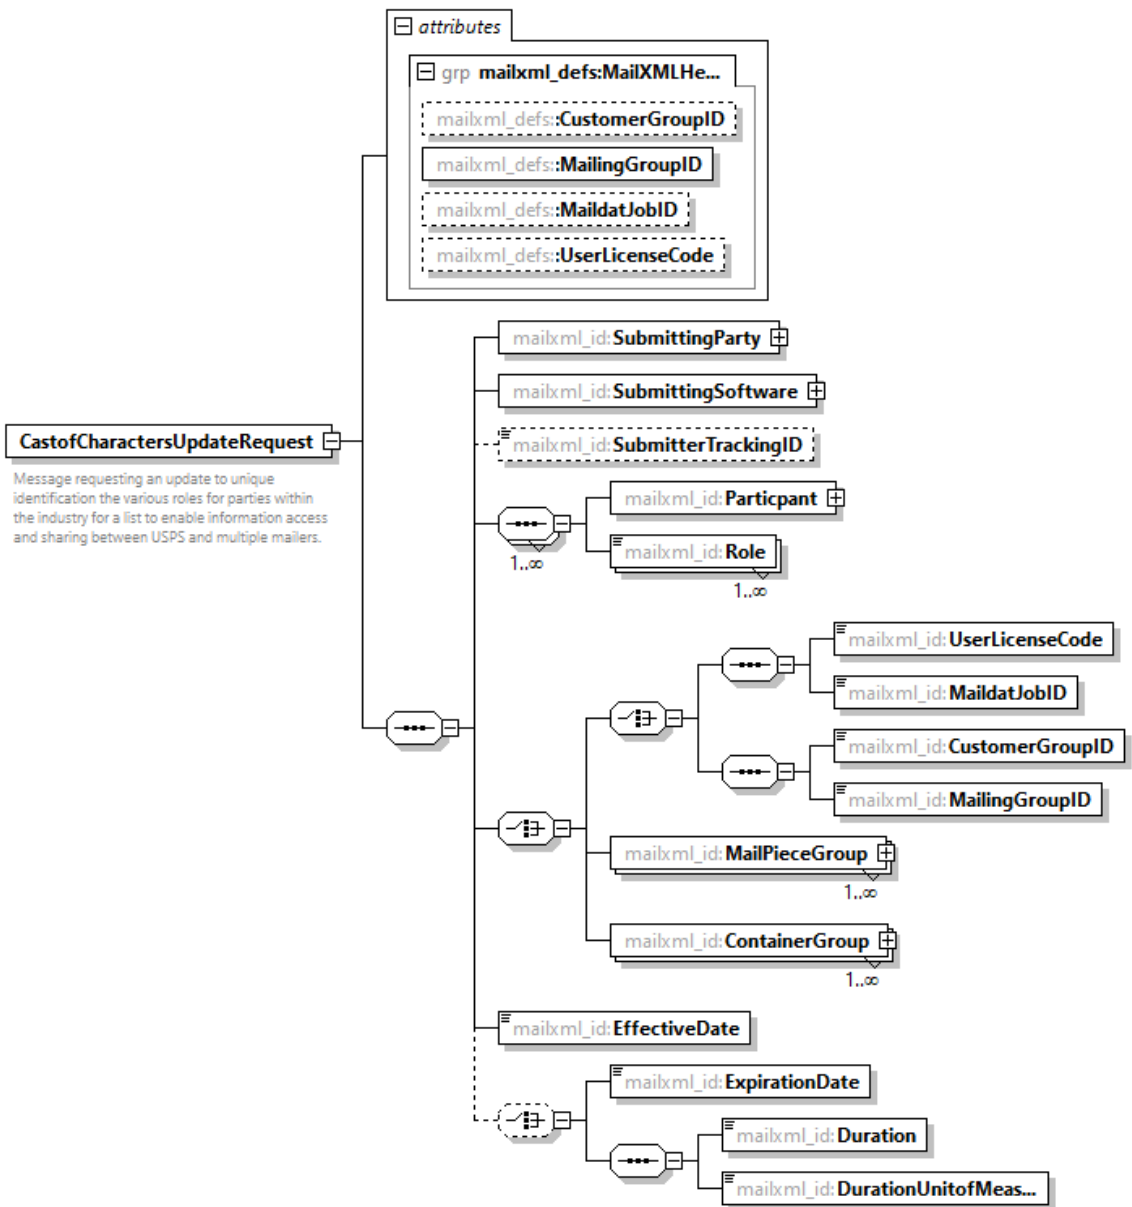 attributes
grp mailxml_defs:MailXMLHe...
mailxml_defs::CustomerGroupID
mailxml_defs::MailingGroupID
mailxml_defs::MaildatJobID
mailxml_defs::UserLicenseCode
mailxml_id:SubmittingParty
mailxml_id:SubmittingSoftware
CastofCharactersUpdateRequest
mailxml_id:SubmitterTrackingID
Message requesting an update to unique
identification the various roles for parties within
the industry for a list to enable information access
and sharing between USPS and multiple mailers.
mailxml_id:Particpant
1..∞
mailxml_id:Role
1..∞
mailxml_id:UserLicenseCode
mailxml_id:MaildatJobID
mailxml_id:CustomerGroupID
mailxml_id:MailingGroupID
mailxml_id:MailPieceGroup
1..∞
mailxml_id:ContainerGroup
1..∞
mailxml_id:EffectiveDate
mailxml_id:ExpirationDate
mailxml_id:Duration
mailxml_id:DurationUnitofMeas...